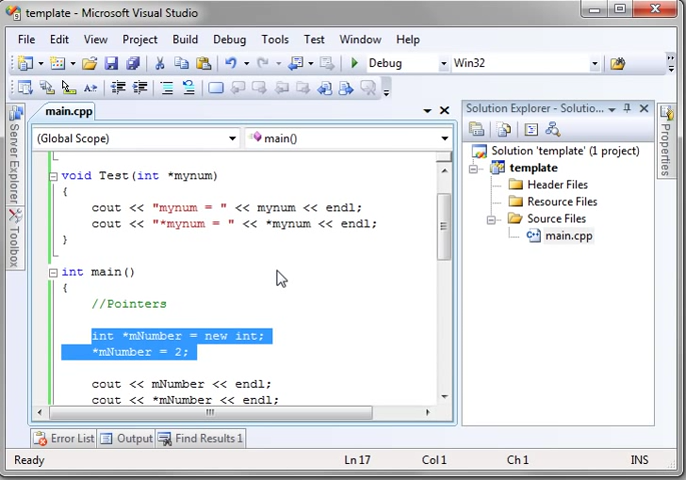 template - Microsoft Visual Studio
File Edit View Project Build Debug Tools Test Window Help
Debug Win32
main.cpp
(Global Scope) main()
void Test(int *mynum)
{
cout << "mynum = " << mynum << endl;
cout << "*mynum = " << *mynum << endl;
}
int main()
{
//Pointers
int *mNumber = new int;
*mNumber = 2;
cout << mNumber << endl;
cout << *mNumber << endl;
Server Explorer
Toolbox
Solution Explorer - Solutio...
Solution 'template' (1 project)
template
Header Files
Resource Files
Source Files
main.cpp
Properties
Error List Output Find Results 1
Ready Ln 17 Col 1 Ch 1 INS